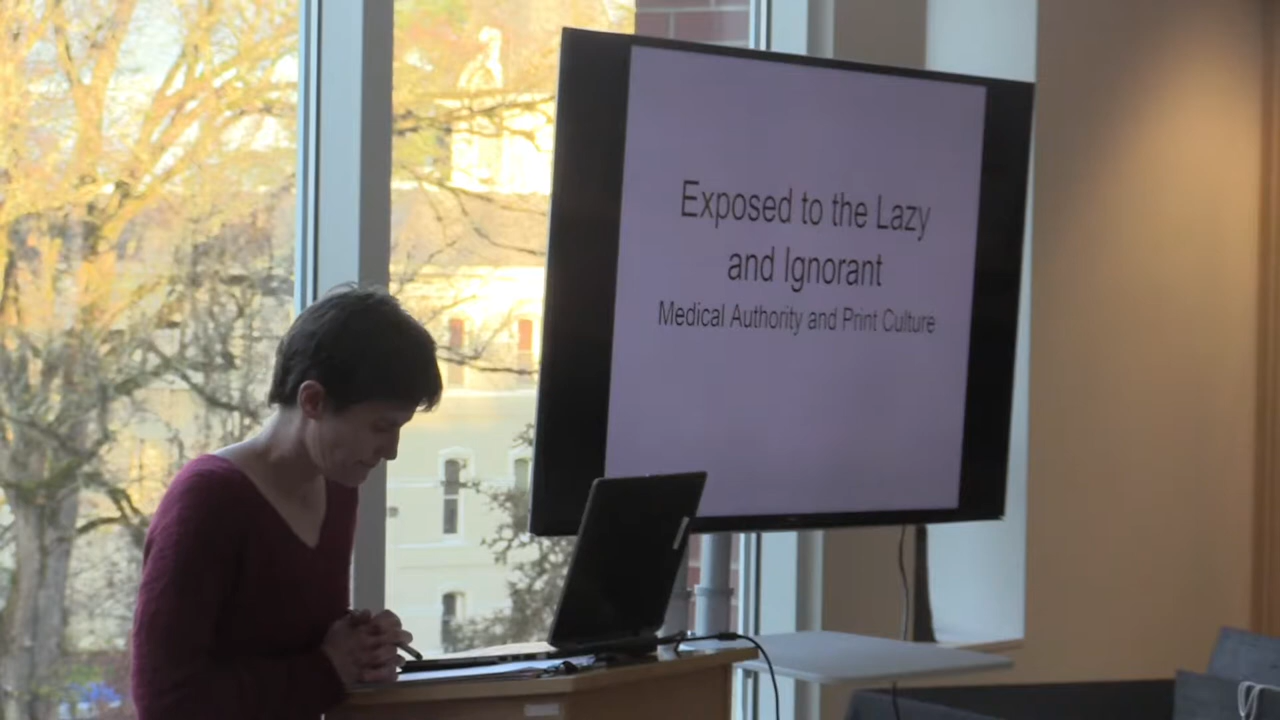 Exposed to the Lazy
and Ignorant
Medical Authority and Print Culture